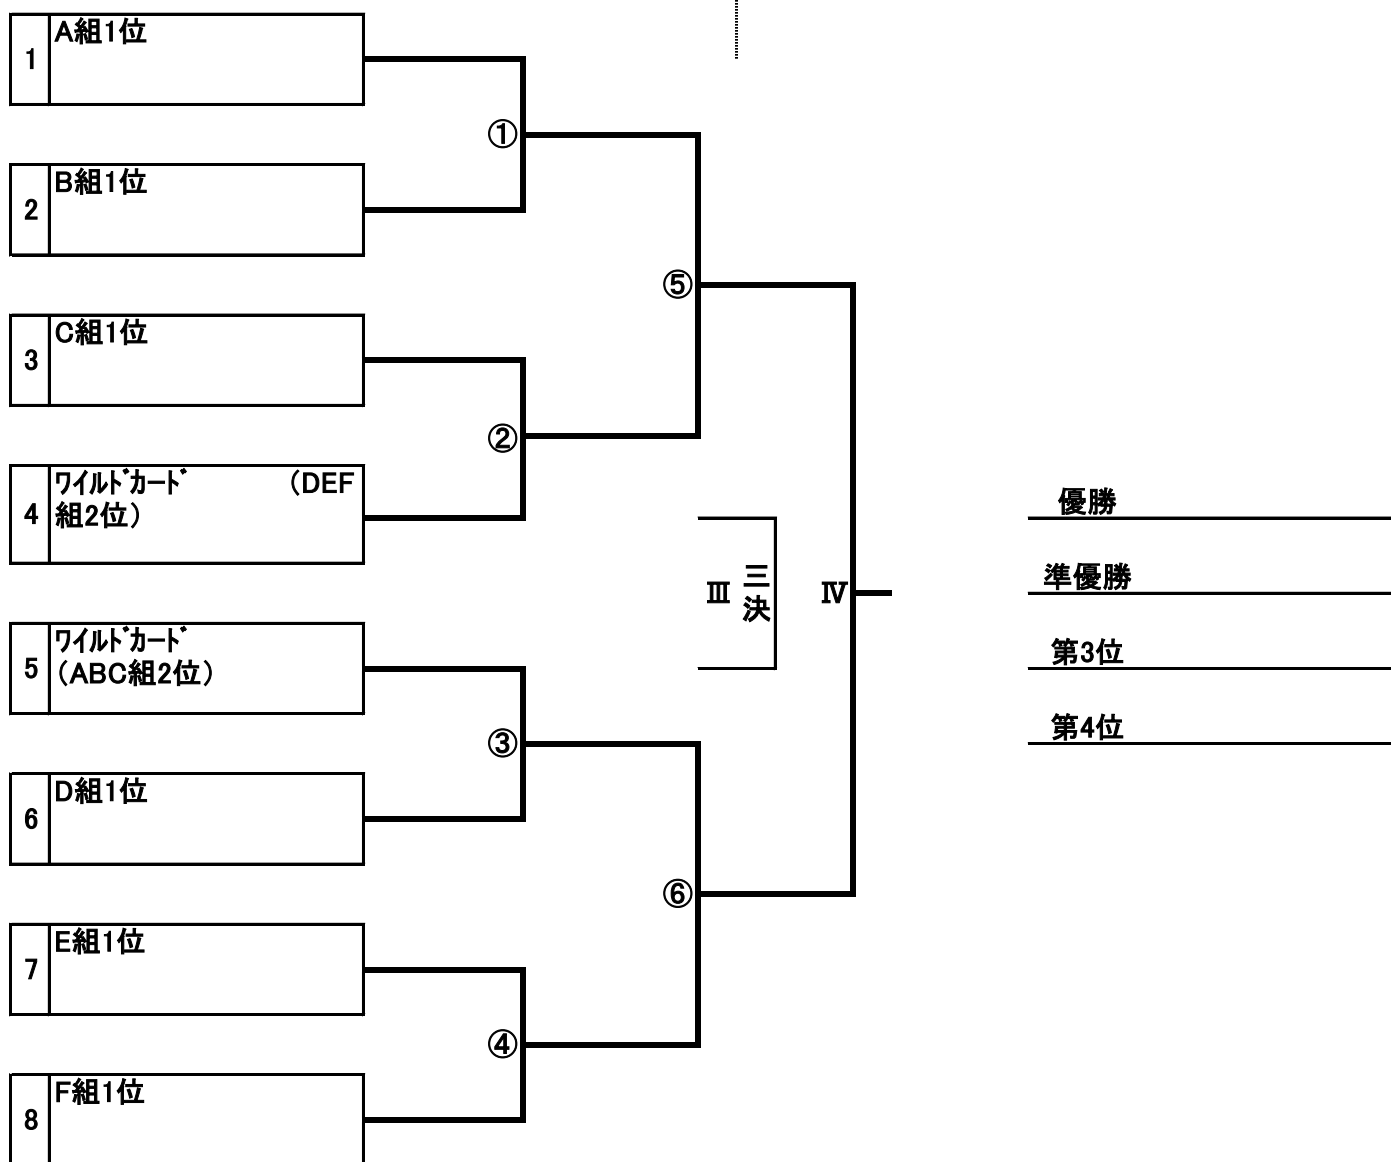 1
A組1位
①
2
B組1位
⑤
3
C組1位
②
4
ﾜｲﾙﾄﾞｶｰﾄﾞ　　　（DEF
組2位）
Ⅲ
三
決
Ⅳ
優勝
準優勝
第3位
第4位
5
ﾜｲﾙﾄﾞｶｰﾄﾞ
（ABC組2位）
③
6
D組1位
⑥
7
E組1位
④
8
F組1位